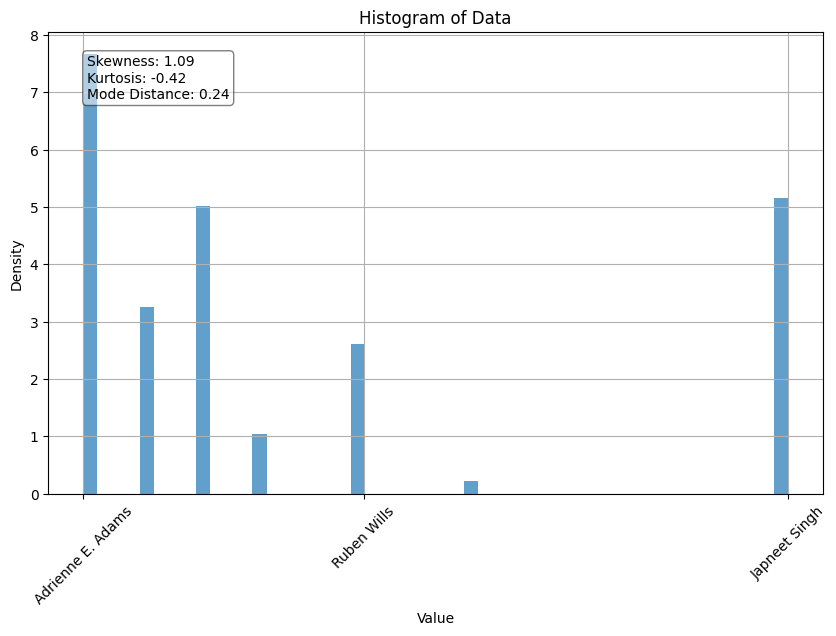 Histogram of Data
Skewness: 1.09
Kurtosis: -0.42
Mode Distance: 0.24
8
7
6
5
4
3
2
1
0
Density
Adrienne E. Adams
Ruben Wills
Japneet Singh
Value